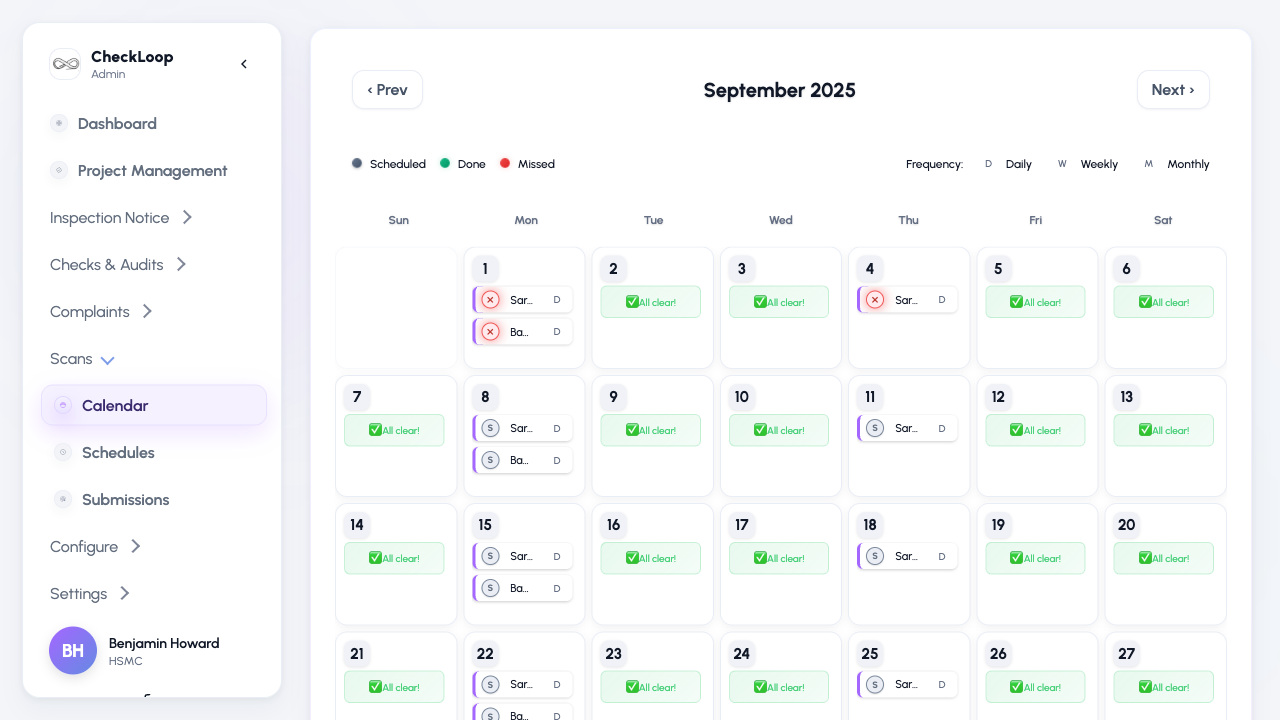 CheckLoop
Admin
Dashboard
Project Management
Inspection Notice
Checks & Audits
Complaints
Scans
Calendar
Schedules
Submissions
Configure
Settings
BH
Benjamin Howard
HSMC
‹ Prev
September 2025
Next ›
Scheduled Done Missed
Frequency: D Daily W Weekly M Monthly
Sun Mon Tue Wed Thu Fri Sat
1 2 3 4 5 6
Sar... D ✅All clear! ✅All clear! Sar... D ✅All clear! ✅All clear!
Ba... D
7 8 9 10 11 12 13
✅All clear! S Sar... D ✅All clear! ✅All clear! S Sar... D ✅All clear! ✅All clear!
S Ba... D
14 15 16 17 18 19 20
✅All clear! S Sar... D ✅All clear! ✅All clear! S Sar... D ✅All clear! ✅All clear!
S Ba... D
21 22 23 24 25 26 27
✅All clear! S Sar... D ✅All clear! ✅All clear! S Sar... D ✅All clear! ✅All clear!
S Ba... D